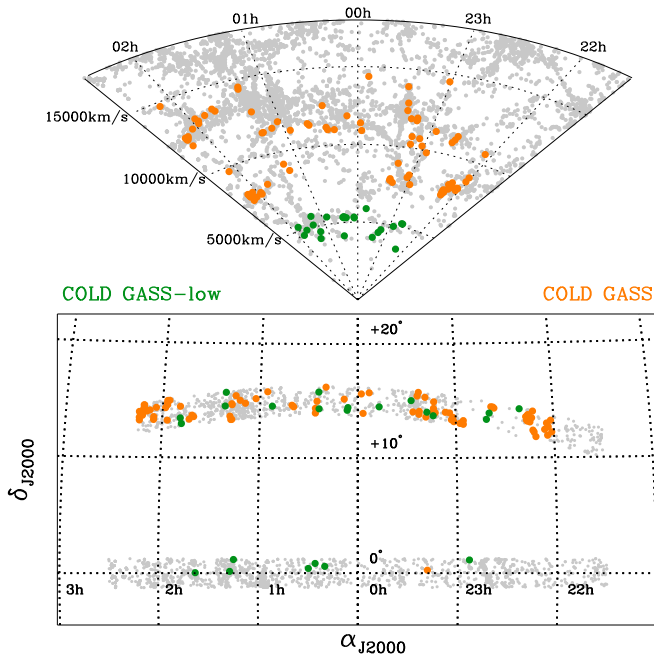 00h
01h
23h
02h
22h
15000km/s
10000km/s
5000km/s
COLD GASS-low
COLD GASS
+20°
+10°
δJ2000
0°
3h
2h
1h
0h
23h
22h
αJ2000